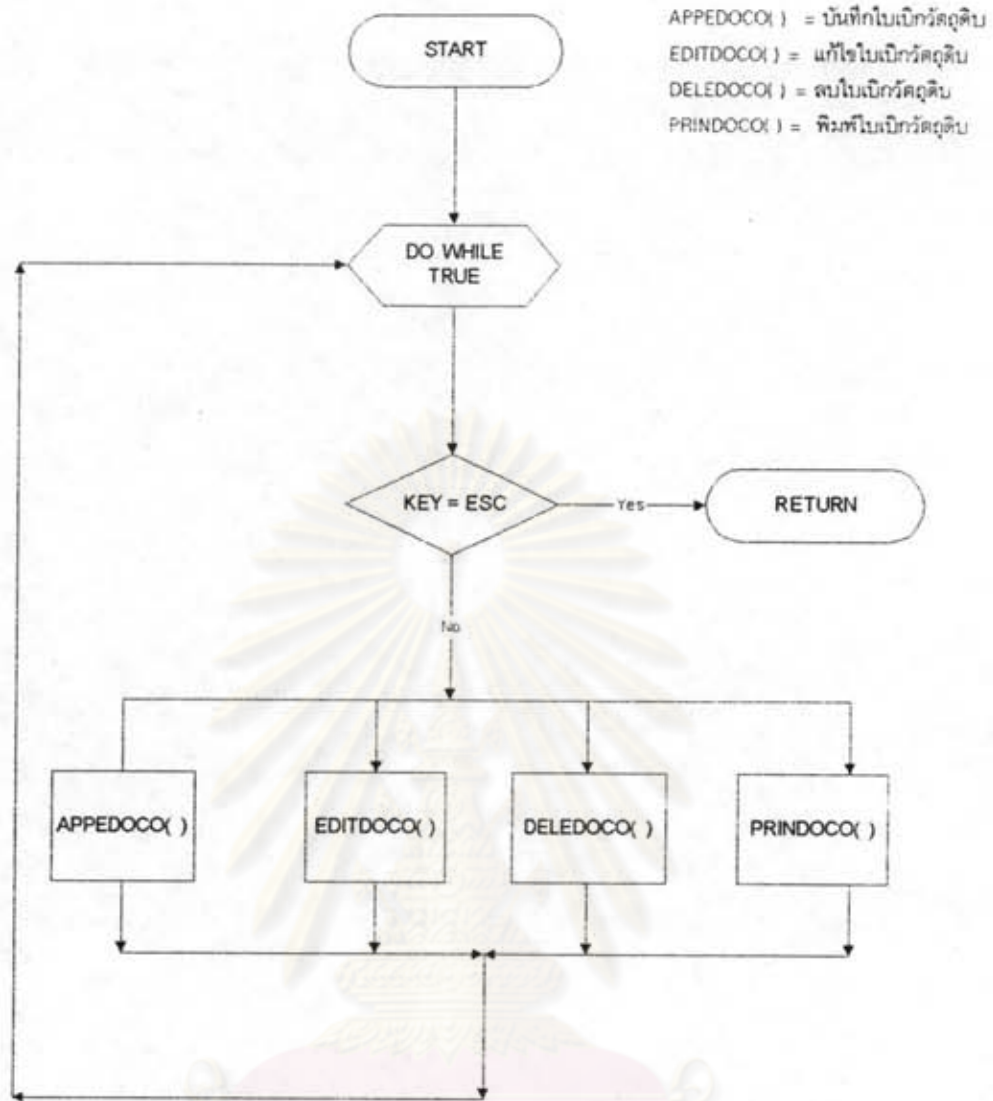 APPEDOCO( ) = บันทึกใบเบิกวัตถุดิบ
EDITDOCO( ) = แก้ไขใบเบิกวัตถุดิบ
DELEDOCO( ) = ลบใบเบิกวัตถุดิบ
PRINDOCO( ) = พิมพ์ใบเบิกวัตถุดิบ
START
DO WHILE
TRUE
KEY = ESC
Yes
RETURN
No
APPEDOCO( )
EDITDOCO( )
DELEDOCO( )
PRINDOCO( )